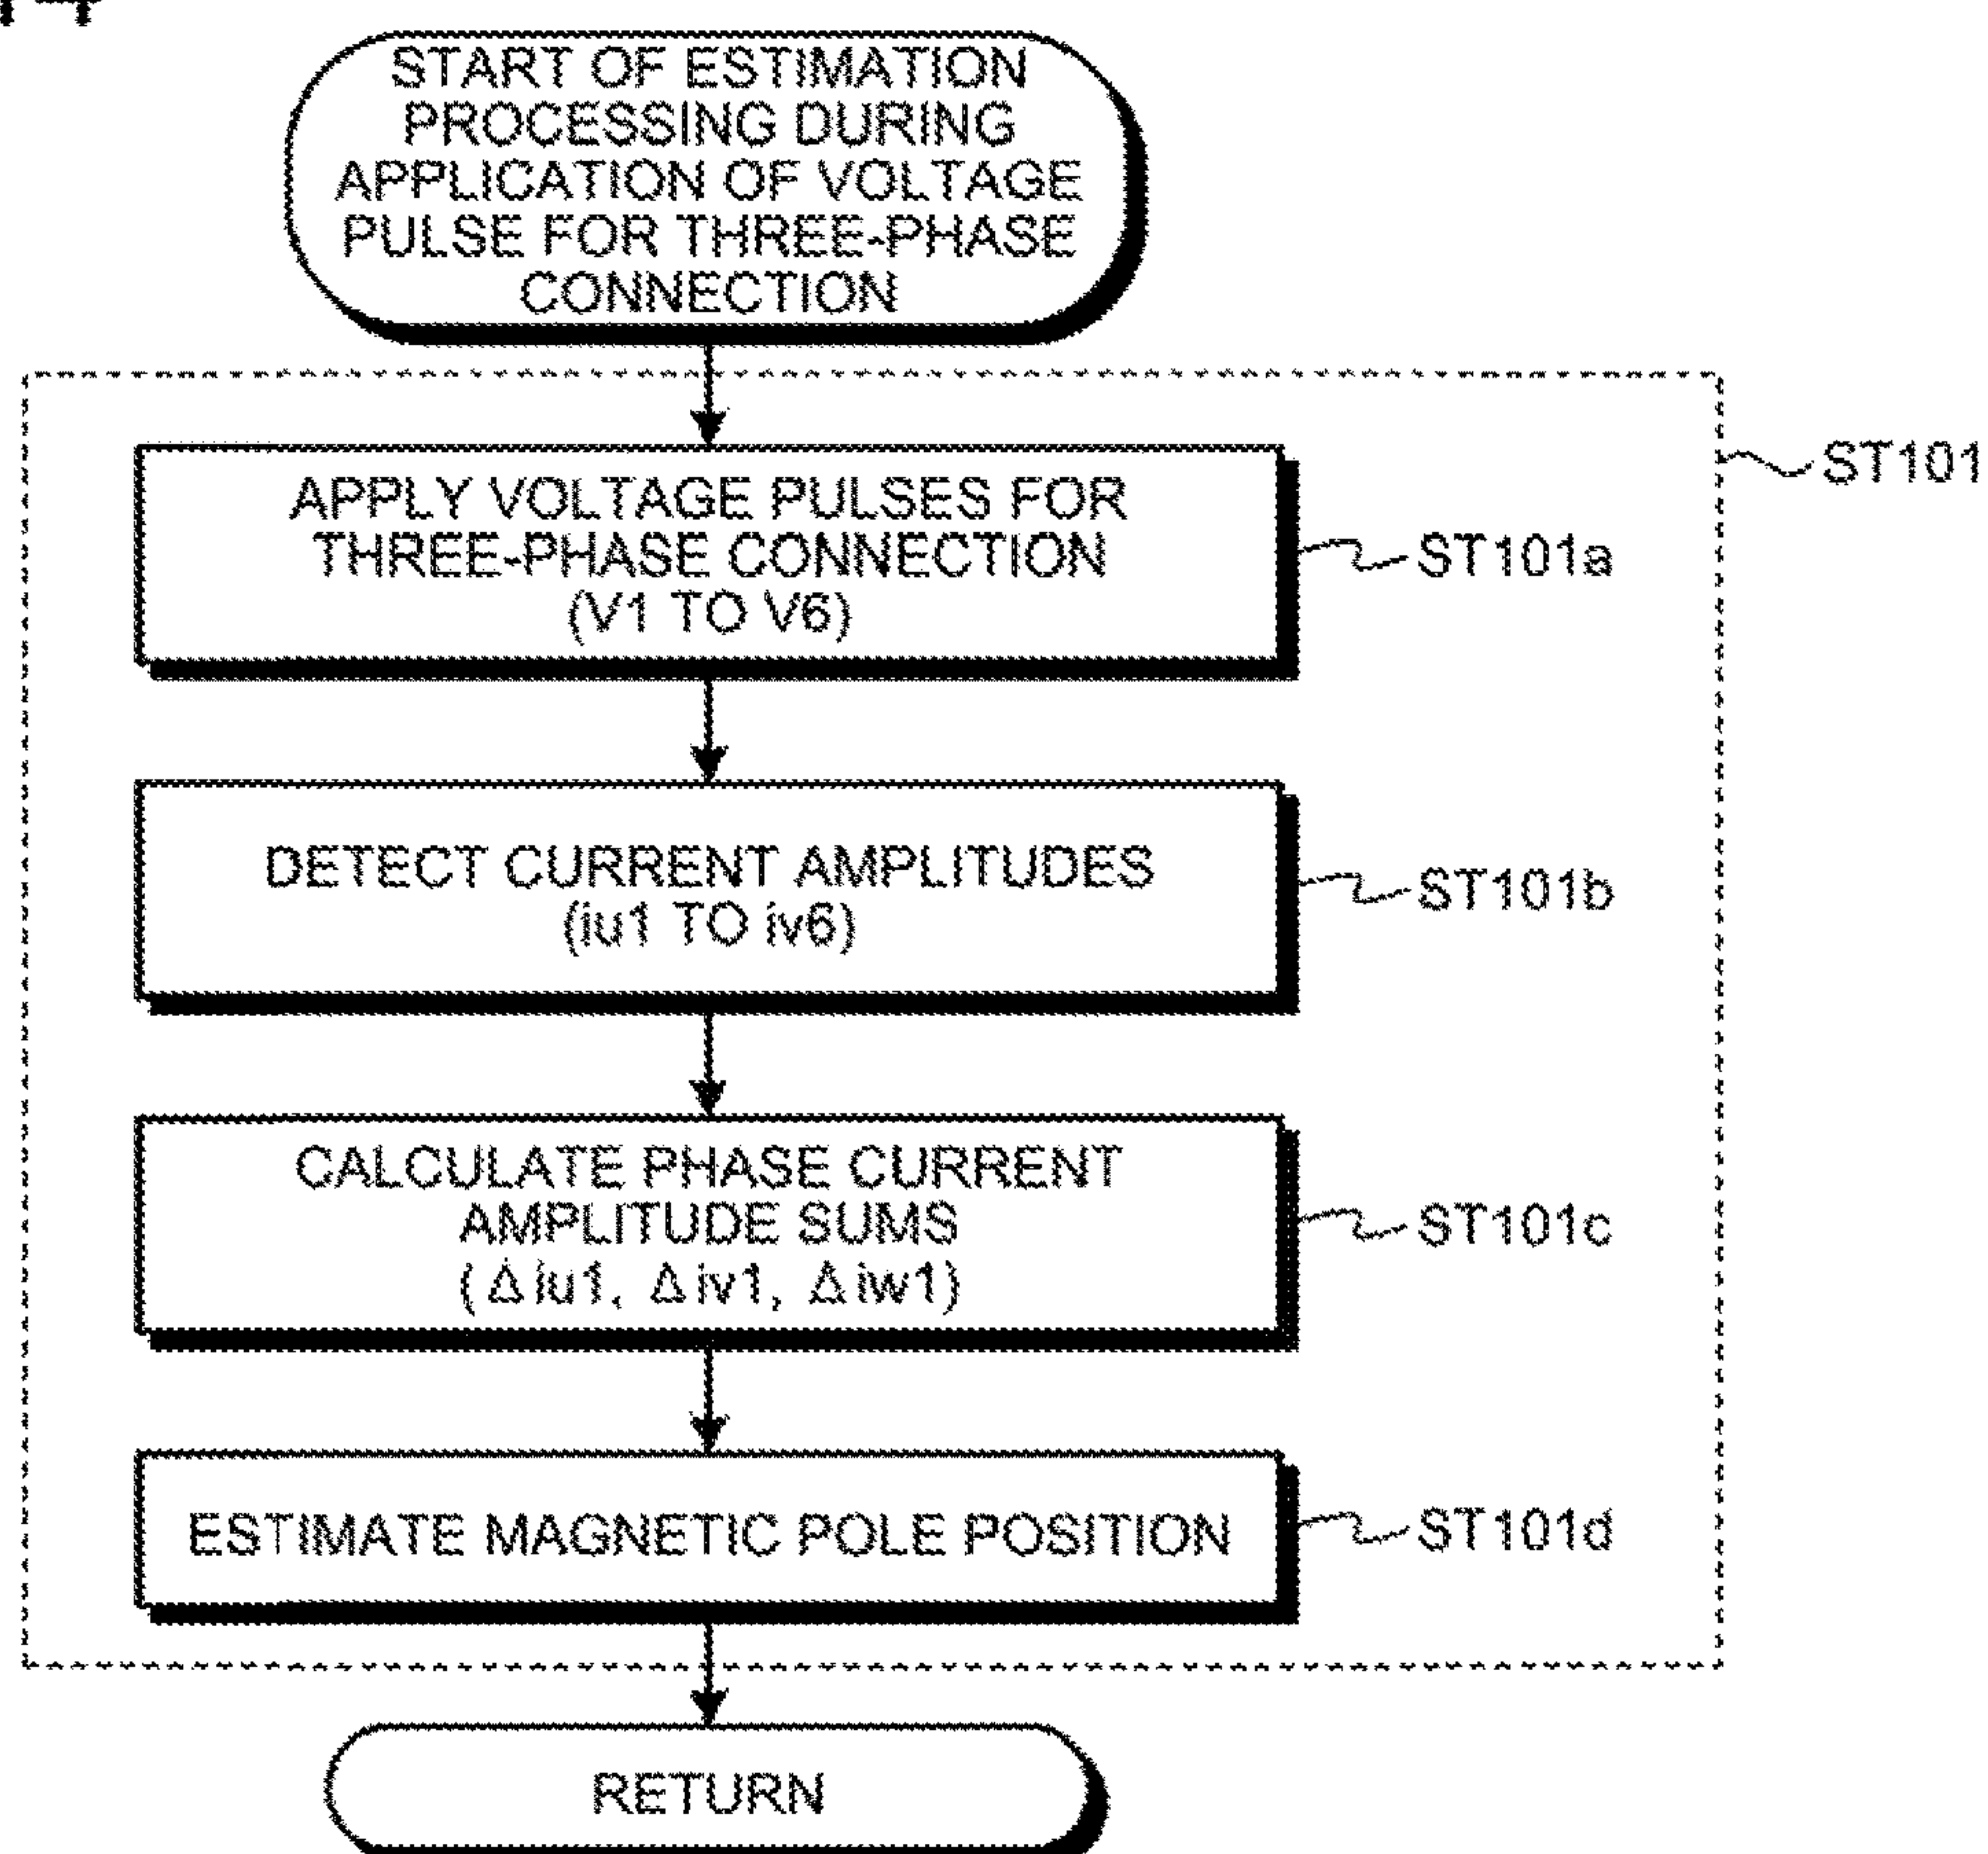 START OF ESTIMATION
PROCESSING DURING
APPLICATION OF VOLTAGE
PULSE FOR THREE-PHASE
CONNECTION
ST101
APPLY VOLTAGE PULSES FOR
THREE-PHASE CONNECTION
(V1 TO V6)
ST101a
DETECT CURRENT AMPLITUDES
(iu1 TO iv6)
ST101b
CALCULATE PHASE CURRENT
AMPLITUDE SUMS
(Δiu1, Δiv1, Δiw1)
ST101c
ESTIMATE MAGNETIC POLE POSITION
ST101d
RETURN